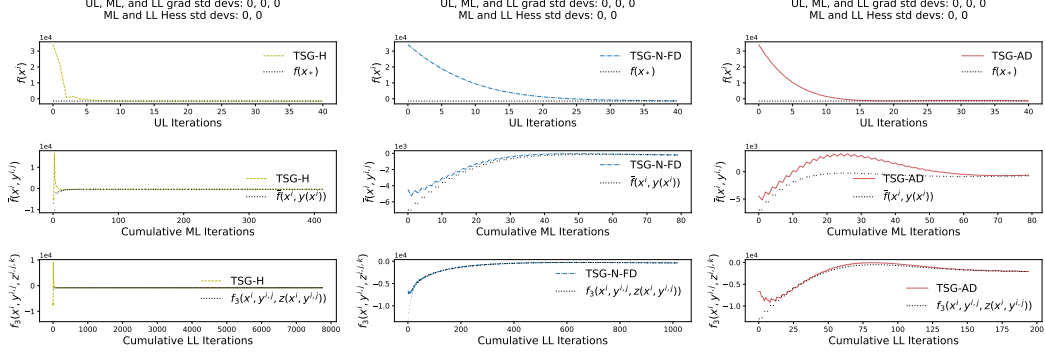 UL, ML, and LL grad std devs: 0, 0, 0
ML and LL Hess std devs: 0, 0
1e4
f(x^i)
3
2
1
0
TSG-H
f(x_*)
0 5 10 15 20 25 30 35 40
UL Iterations
1e4
f̄(x^i, y^{i,j})
1
0
−1
TSG-H
f̄(x^i, y(x^i))
0 100 200 300 400
Cumulative ML Iterations
1e4
f_3(x^i, y^{i,j}, z^{i,j,k})
1
0
−1
TSG-H
f_3(x^i, y^{i,j}, z(x^i, y^{i,j}))
0 1000 2000 3000 4000 5000 6000 7000 8000
Cumulative LL Iterations
UL, ML, and LL grad std devs: 0, 0, 0
ML and LL Hess std devs: 0, 0
1e4
f(x^i)
3
2
1
0
TSG-N-FD
f(x_*)
0 5 10 15 20 25 30 35 40
UL Iterations
1e3
f̄(x^i, y^{i,j})
0
−2
−4
−6
TSG-N-FD
f̄(x^i, y(x^i))
0 10 20 30 40 50 60 70 80
Cumulative ML Iterations
1e4
f_3(x^i, y^{i,j}, z^{i,j,k})
0.0
−0.5
−1.0
TSG-N-FD
f_3(x^i, y^{i,j}, z(x^i, y^{i,j}))
0 200 400 600 800 1000
Cumulative LL Iterations
UL, ML, and LL grad std devs: 0, 0, 0
ML and LL Hess std devs: 0, 0
1e4
f(x^i)
3
2
1
0
TSG-AD
f(x_*)
0 5 10 15 20 25 30 35 40
UL Iterations
1e3
f̄(x^i, y^{i,j})
0
−5
TSG-AD
f̄(x^i, y(x^i))
0 10 20 30 40 50 60 70 80
Cumulative ML Iterations
1e4
f_3(x^i, y^{i,j}, z^{i,j,k})
0.0
−0.5
−1.0
TSG-AD
f_3(x^i, y^{i,j}, z(x^i, y^{i,j}))
0 25 50 75 100 125 150 175 200
Cumulative LL Iterations